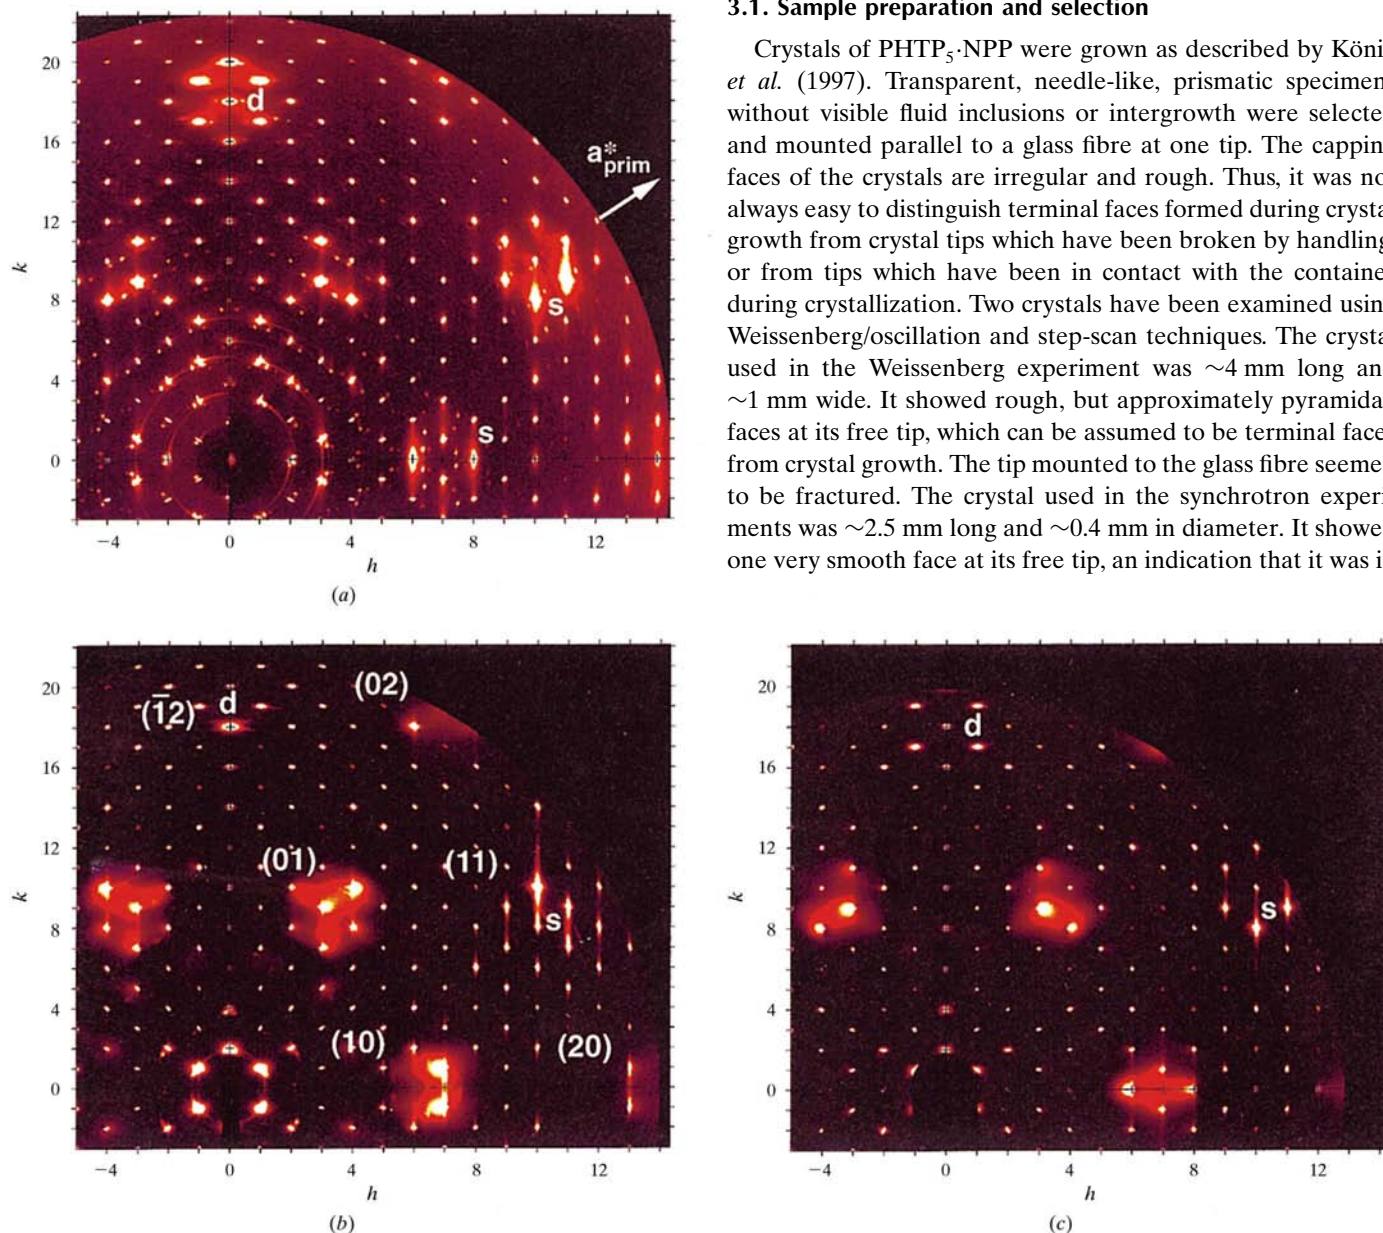 3.1. Sample preparation and selection
Crystals of PHTP₅·NPP were grown as described by Köni
et al. (1997). Transparent, needle-like, prismatic specimen
without visible fluid inclusions or intergrowth were selecte
and mounted parallel to a glass fibre at one tip. The cappin
faces of the crystals are irregular and rough. Thus, it was no
always easy to distinguish terminal faces formed during crysta
growth from crystal tips which have been broken by handling
or from tips which have been in contact with the containe
during crystallization. Two crystals have been examined usin
Weissenberg/oscillation and step-scan techniques. The crysta
used in the Weissenberg experiment was ∼4 mm long an
∼1 mm wide. It showed rough, but approximately pyramida
faces at its free tip, which can be assumed to be terminal face
from crystal growth. The tip mounted to the glass fibre seeme
to be fractured. The crystal used in the synchrotron experi
ments was ∼2.5 mm long and ∼0.4 mm in diameter. It showe
one very smooth face at its free tip, an indication that it was i
20
16
12
8
4
0
k
d
a*prim
s
s
−4 0 4 8 12
h
(a)
20
16
12
8
4
0
k
(1̄2)
d
(02)
(01)
(11)
s
(10)
(20)
−4 0 4 8 12
h
(b)
20
16
12
8
4
0
k
d
s
−4 0 4 8 12
h
(c)